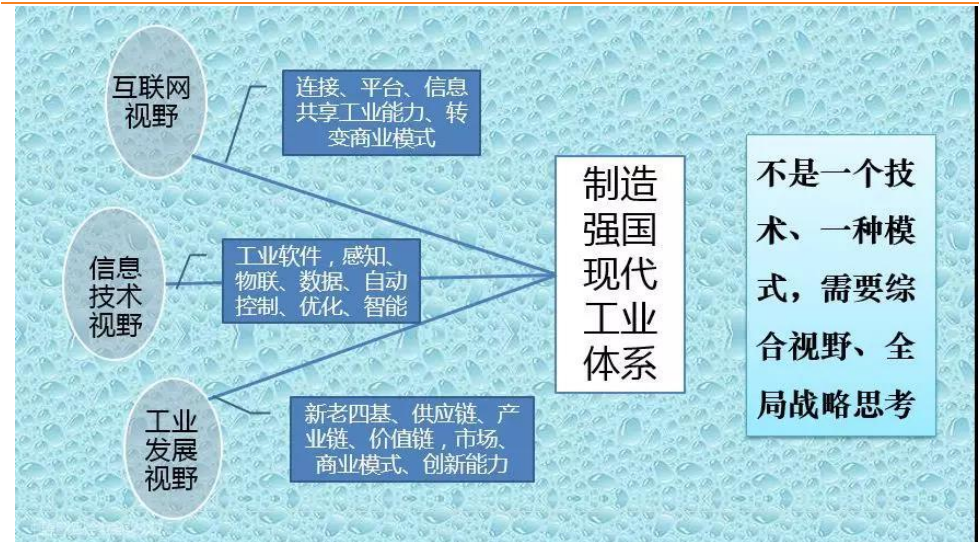 互联网
视野
连接、平台、信息
共享工业能力、转
变商业模式
信息
技术
视野
工业软件，感知、
物联、数据、自动
控制、优化、智能
工业
发展
视野
新老四基、供应链、产
业链、价值链，市场、
商业模式、创新能力
制造
强国
现代
工业
体系
不是一个技
术、一种模
式，需要综
合视野、全
局战略思考